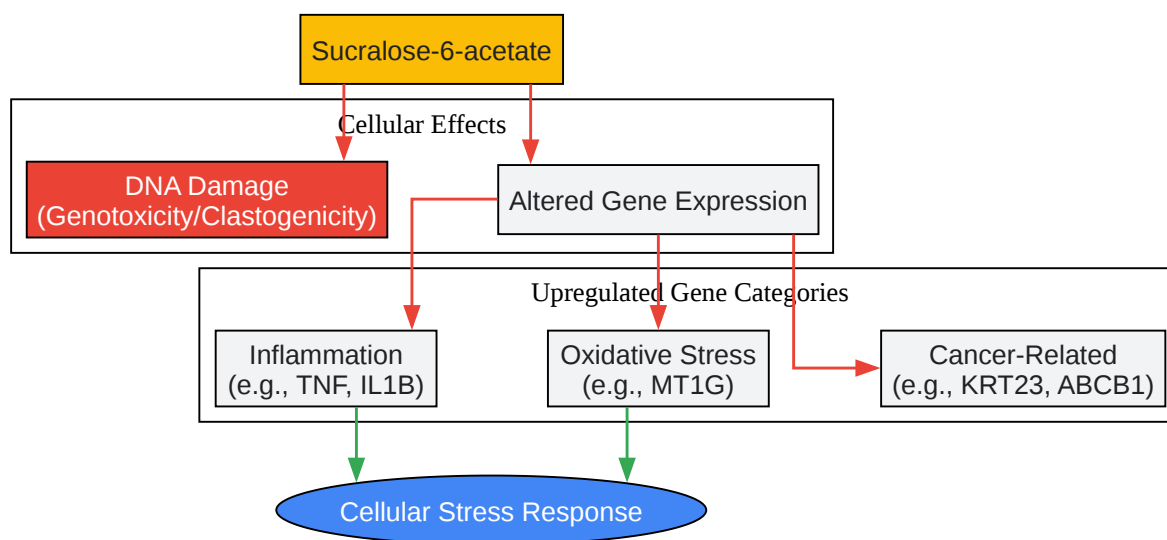 Sucralose-6-acetate
Cellular Effects
DNA Damage
(Genotoxicity/Clastogenicity)
Altered Gene Expression
Upregulated Gene Categories
Inflammation
(e.g., TNF, IL1B)
Oxidative Stress
(e.g., MT1G)
Cancer-Related
(e.g., KRT23, ABCB1)
Cellular Stress Response